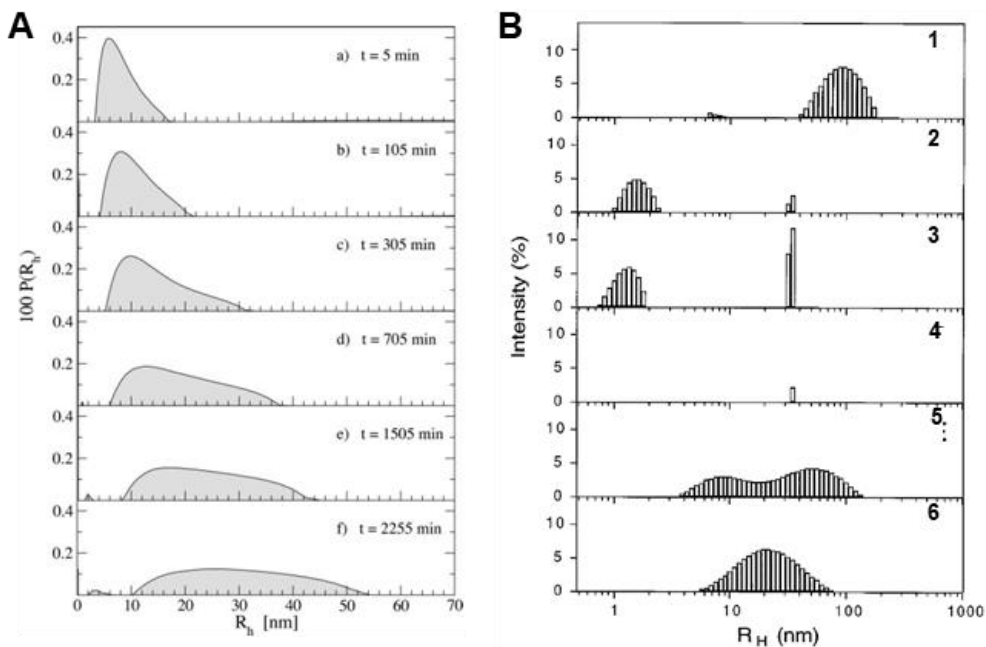 A
100 P(Rh)
0.4
0.2
a) t = 5 min
0.4
0.2
b) t = 105 min
0.4
0.2
c) t = 305 min
0.4
0.2
d) t = 705 min
0.4
0.2
e) t = 1505 min
0.4
0.2
f) t = 2255 min
0 10 20 30 40 50 60 70
Rh [nm]
B
Intensity (%)
10
5
0
1
10
5
0
2
10
5
0
3
10
5
0
4
10
5
0
5
10
5
0
6
1 10 100 1000
RH (nm)